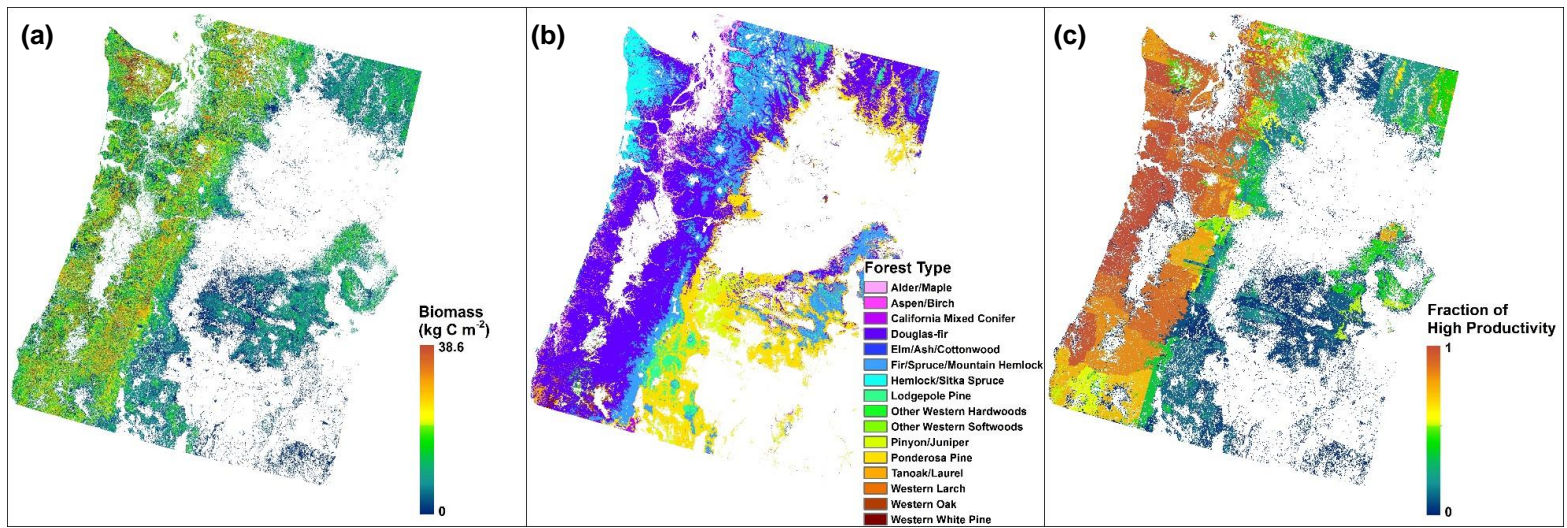 (a)
Biomass
(kg C m-2)
38.6
0
(b)
Forest Type
Alder/Maple
Aspen/Birch
California Mixed Conifer
Douglas-fir
Elm/Ash/Cottonwood
Fir/Spruce/Mountain Hemlock
Hemlock/Sitka Spruce
Lodgepole Pine
Other Western Hardwoods
Other Western Softwoods
Pinyon/Juniper
Ponderosa Pine
Tanoak/Laurel
Western Larch
Western Oak
Western White Pine
(c)
Fraction of
High Productivity
1
0